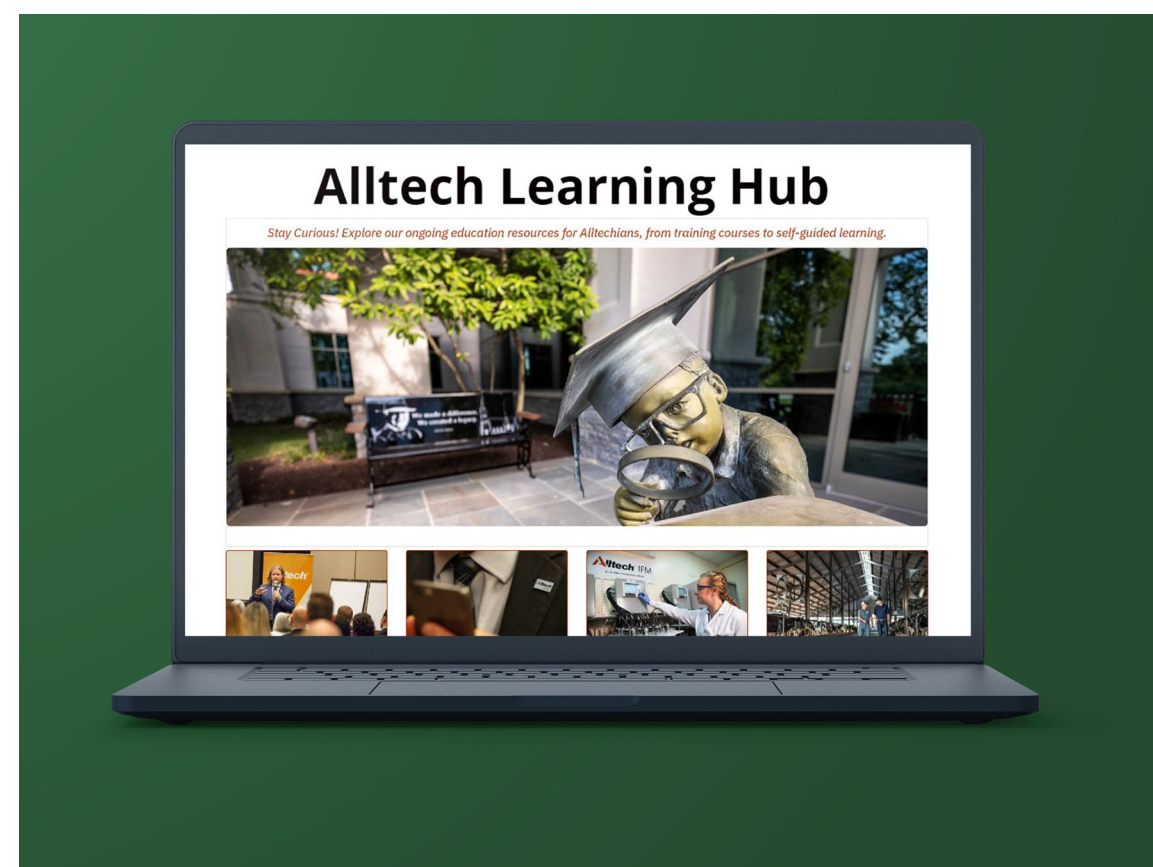 Alltech Learning Hub
Stay Curious! Explore our ongoing education resources for Alltechians, from training courses to self-guided learning.
We made a difference.
We created a legacy.
Alltech
Alltech IFM